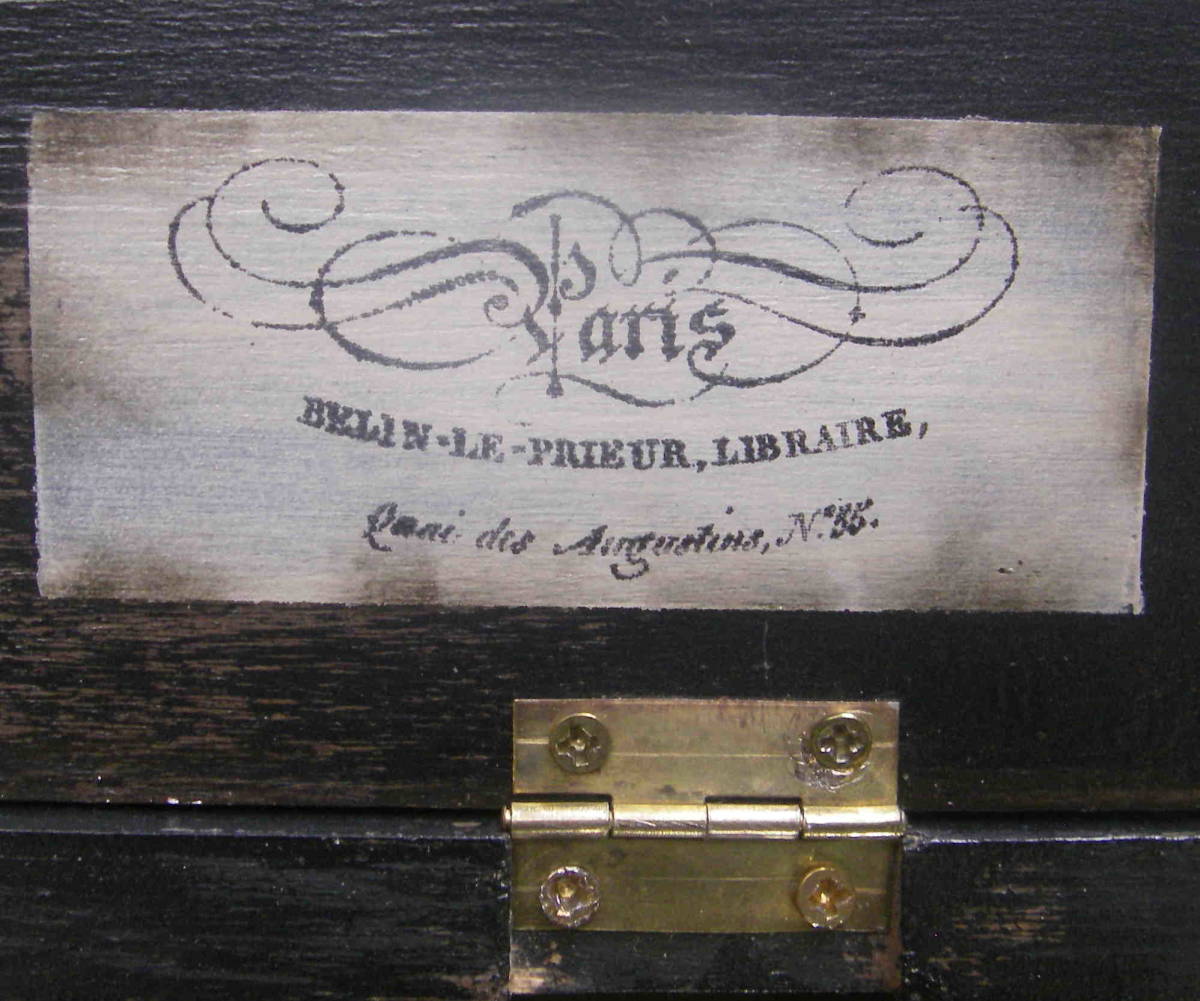 Paris
BELIN-LE-PRIEUR, LIBRAIRE,
Quai des Augustins, N.º 55.